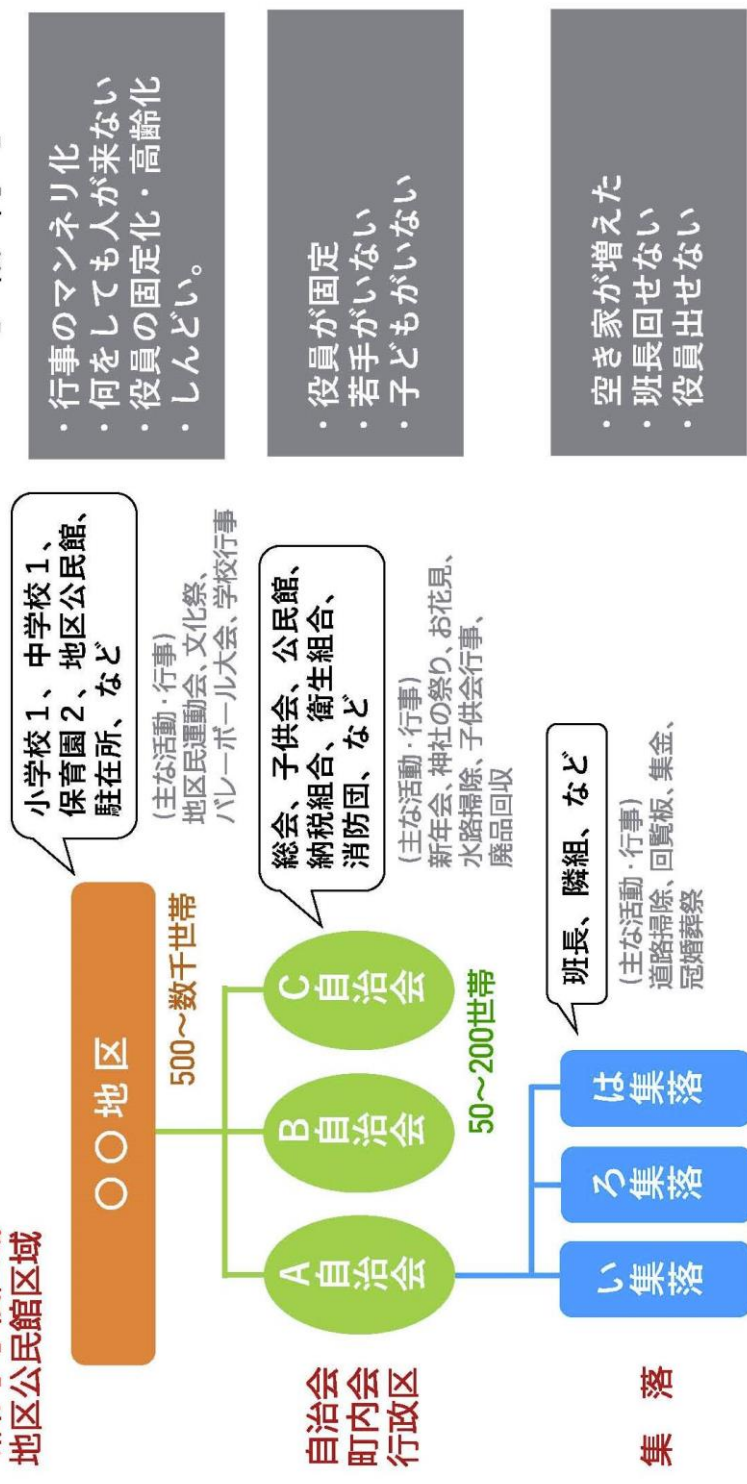 地区公民館区域
〇〇地区
500〜数千世帯
小学校1、中学校1、
保育園2、地区公民館、
駐在所、など
(主な活動・行事)
地区民運動会、文化祭、
バレーボール大会、学校行事
・行事のマンネリ化
・何をしても人が来ない
・役員の固定化・高齢化
・しんどい。
自治会
町内会
行政区
A
自治会
B
自治会
C
自治会
50〜200世帯
総会、子供会、公民館、
納税組合、衛生組合、
消防団、など
(主な活動・行事)
新年会、神社の祭り、お花見、
水路掃除、子供会行事、
廃品回収
・役員が固定
・若手がいない
・子どもがいない
集落
い集落
ろ集落
は集落
班長、隣組、など
(主な活動・行事)
道路掃除、回覧板、集金、
冠婚葬祭
・空き家が増えた
・班長回せない
・役員出せない